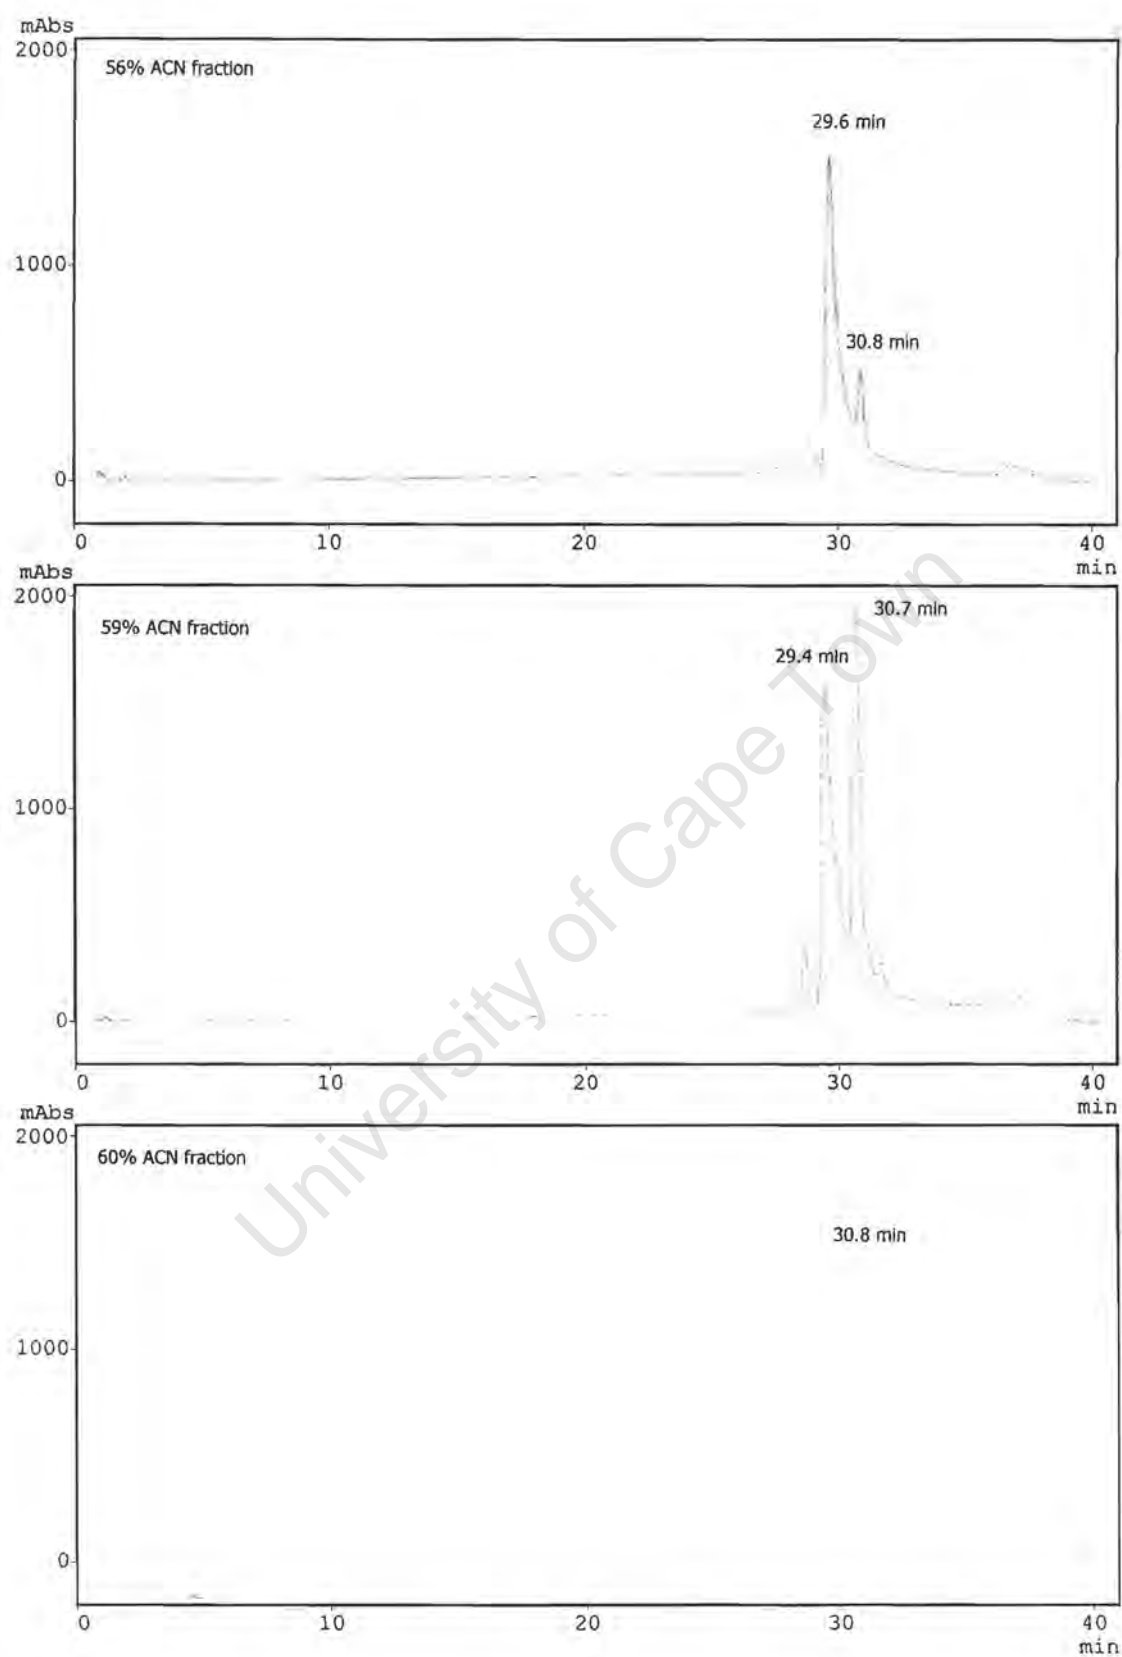 mAbs
2000
56% ACN fraction
29.6 min
1000
30.8 min
0
0 10 20 30 40
min
mAbs
2000
59% ACN fraction
30.7 min
29.4 min
1000
0
0 10 20 30 40
min
mAbs
2000
60% ACN fraction
30.8 min
1000
0
0 10 20 30 40
min
University of Cape Town